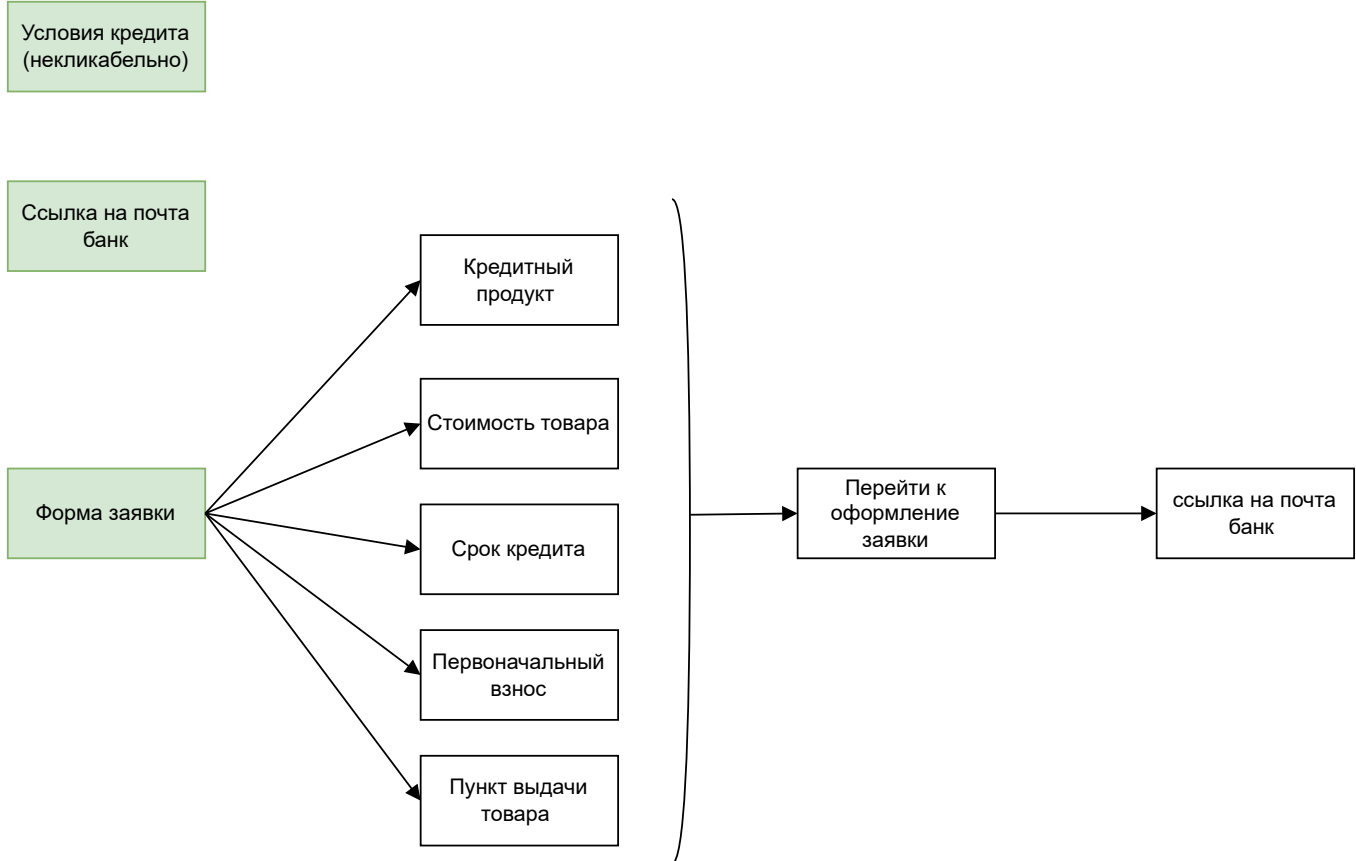 Условия кредита
(некликабельно)
Ссылка на почта
банк
Форма заявки
Кредитный
продукт
Стоимость товара
Срок кредита
Первоначальный
взнос
Пункт выдачи
товара
Перейти к
оформление
заявки
ссылка на почта
банк